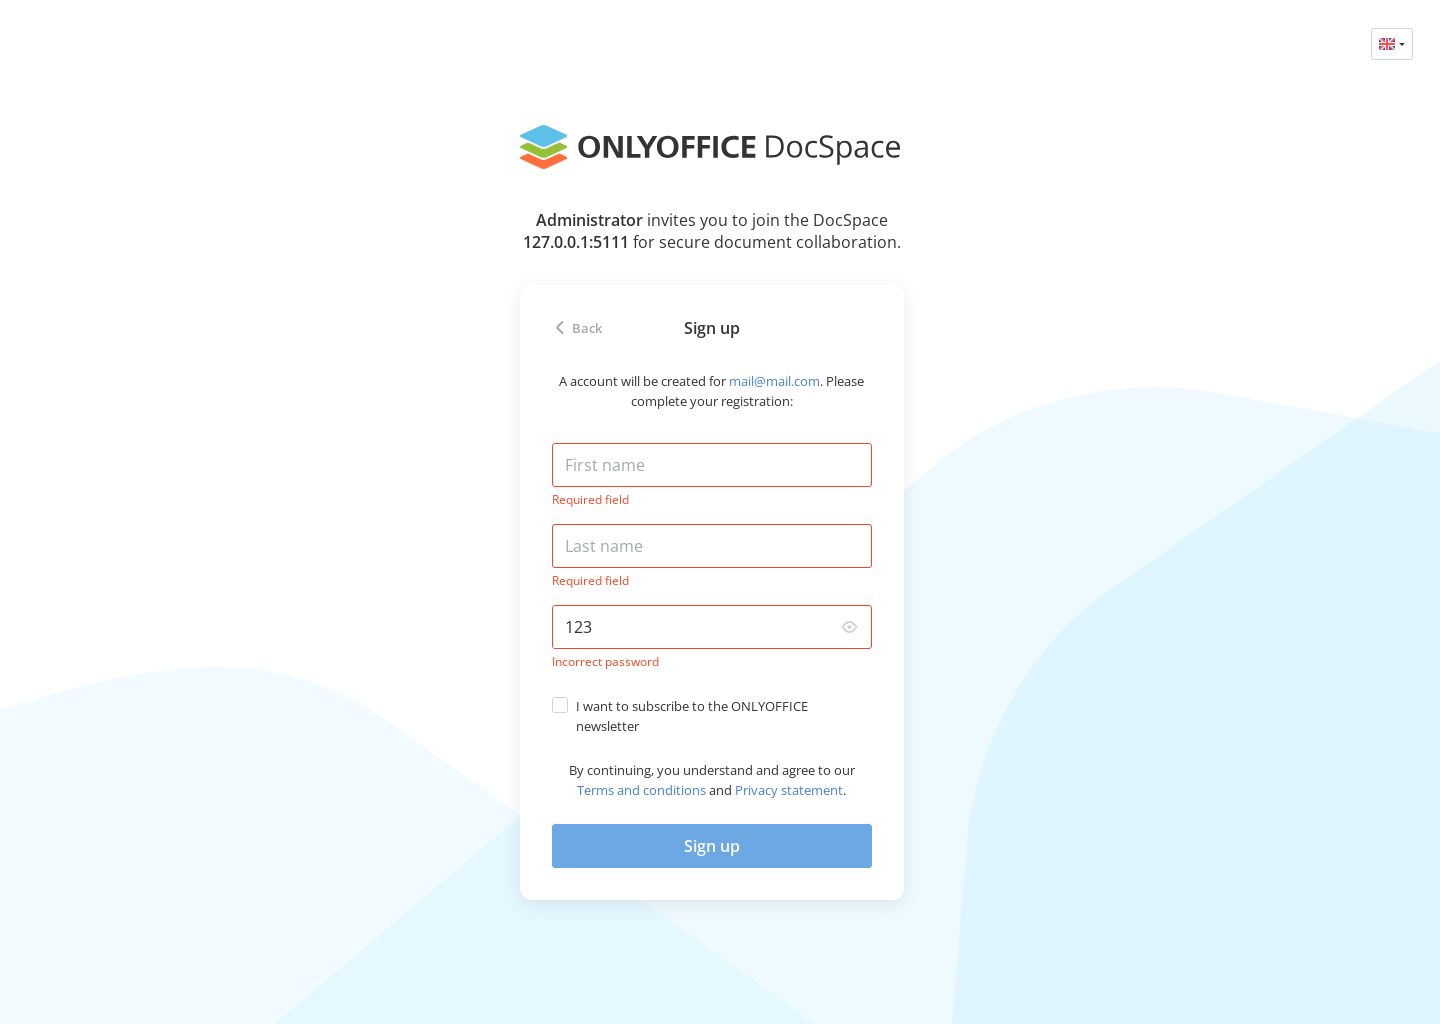 ONLYOFFICE DocSpace
Administrator invites you to join the DocSpace
127.0.0.1:5111 for secure document collaboration.
Back
Sign up
A account will be created for mail@mail.com. Please
complete your registration:
First name
Required field
Last name
Required field
123
Incorrect password
I want to subscribe to the ONLYOFFICE
newsletter
By continuing, you understand and agree to our
Terms and conditions and Privacy statement.
Sign up